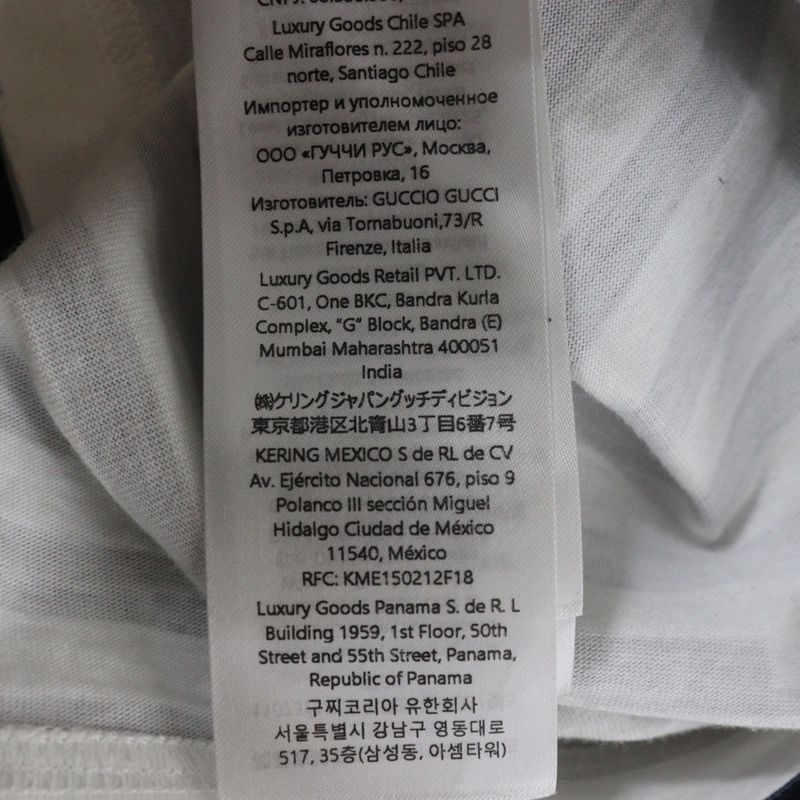 Luxury Goods Chile SPA
Calle Miraflores n. 222, piso 28
norte, Santiago Chile
Импортер и уполномоченное
изготовителем лицо:
ООО «ГУЧЧИ РУС», Москва,
Петровка, 16
Изготовитель: GUCCIO GUCCI
S.p.A, via Tornabuoni,73/R
Firenze, Italia
Luxury Goods Retail PVT. LTD.
C-601, One BKC, Bandra Kurla
Complex, "G" Block, Bandra (E)
Mumbai Maharashtra 400051
India
㈱ケリングジャパングッチディビジョン
東京都港区北青山3丁目6番7号
KERING MEXICO S de RL de CV
Av. Ejército Nacional 676, piso 9
Polanco III sección Miguel
Hidalgo Ciudad de México
11540, México
RFC: KME150212F18
Luxury Goods Panama S. de R. L
Building 1959, 1st Floor, 50th
Street and 55th Street, Panama,
Republic of Panama
구찌코리아 유한회사
서울특별시 강남구 영동대로
517, 35층(삼성동, 아셈타워)